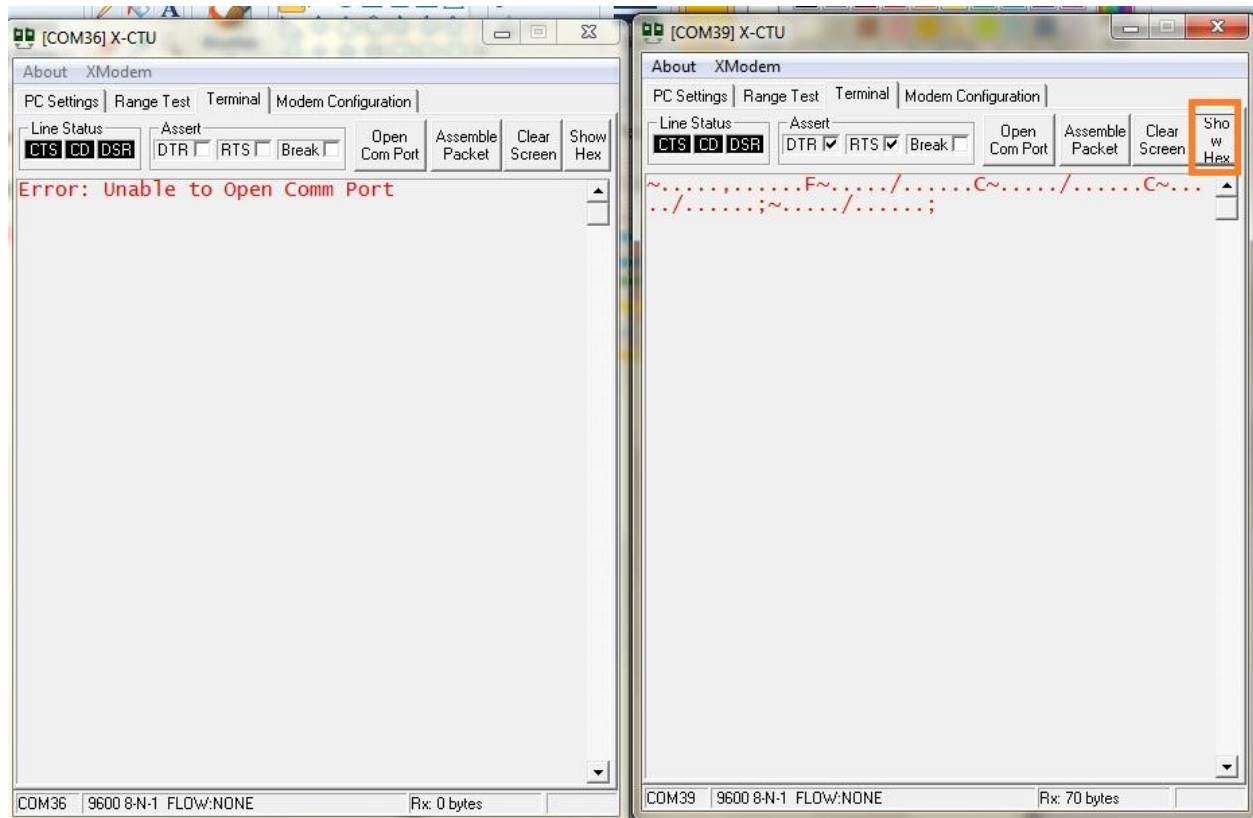 [COM36] X-CTU
About XModem
PC Settings Range Test Terminal Modem Configuration
Line Status
CTS CD DSR
Assert
DTR RTS Break
Open
Com Port
Assemble
Packet
Clear
Screen
Show
Hex
Error: Unable to Open Comm Port
COM36 9600 8-N-1 FLOW:NONE Rx: 0 bytes
[COM39] X-CTU
About XModem
PC Settings Range Test Terminal Modem Configuration
Line Status
CTS CD DSR
Assert
DTR RTS Break
Open
Com Port
Assemble
Packet
Clear
Screen
Sho
w
Hex
~.....,......F~...../......C~...../......C~...
../......;~...../......;
COM39 9600 8-N-1 FLOW:NONE Rx: 70 bytes